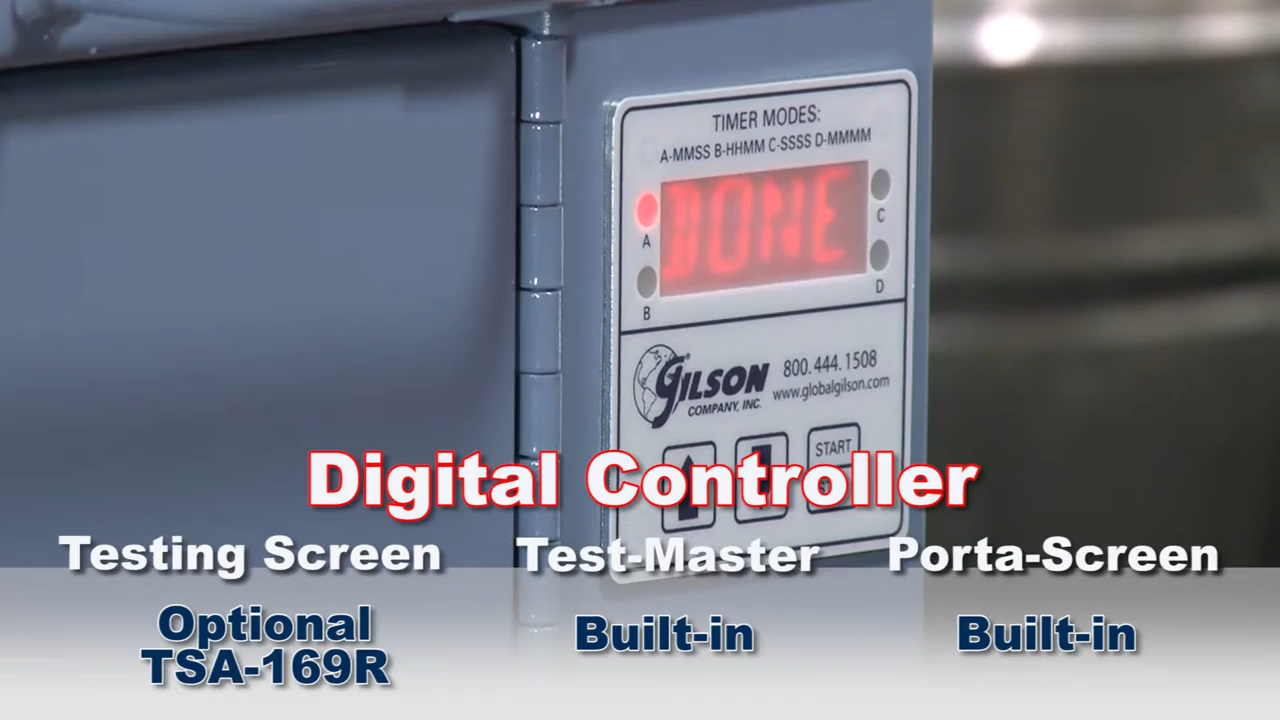 TIMER MODES:
A-MMSS B-HHMM C-SSSS D-MMMM
DONE
A
C
B
D
GILSON
COMPANY, INC.
800.444.1508
www.globalgilson.com
START
Digital Controller
Testing Screen
Test-Master
Porta-Screen
Optional
TSA-169R
Built-in
Built-in